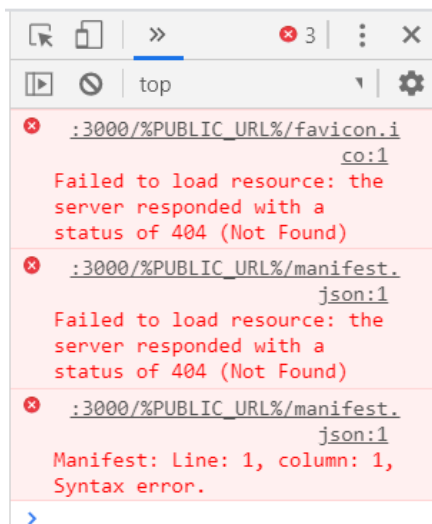 3
top
:3000/%PUBLIC_URL%/favicon.i
co:1
Failed to load resource: the
server responded with a
status of 404 (Not Found)
:3000/%PUBLIC_URL%/manifest.
json:1
Failed to load resource: the
server responded with a
status of 404 (Not Found)
:3000/%PUBLIC_URL%/manifest.
json:1
Manifest: Line: 1, column: 1,
Syntax error.